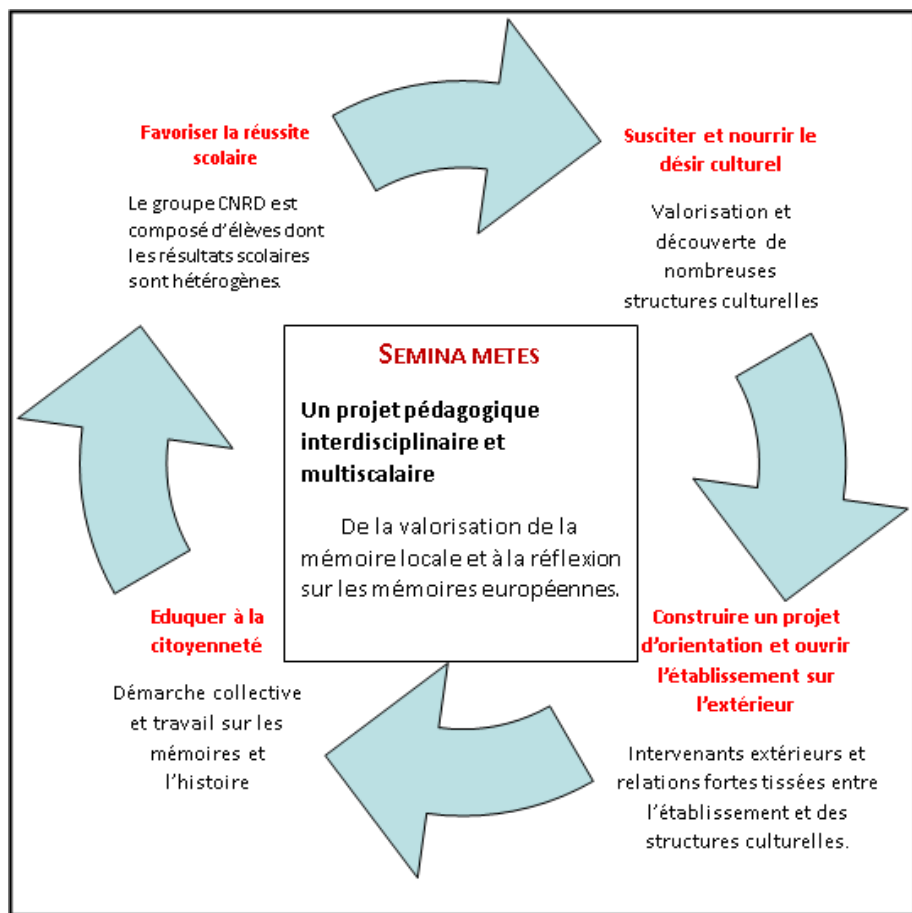 Favoriser la réussite
scolaire
Le groupe CNRD est
composé d'élèves dont
les résultats scolaires
sont hétérogènes.
Susciter et nourrir le
désir culturel
Valorisation et
découverte de
nombreuses
structures culturelles
SEMINA METES
Un projet pédagogique
interdisciplinaire et
multiscalaire
De la valorisation de la
mémoire locale et à la réflexion
sur les mémoires européennes.
Construire un projet
d'orientation et ouvrir
l'établissement sur
l'extérieur
Intervenants extérieurs et
relations fortes tissées entre
l'établissement et des
structures culturelles.
Eduquer à la
citoyenneté
Démarche collective
et travail sur les
mémoires et
l'histoire